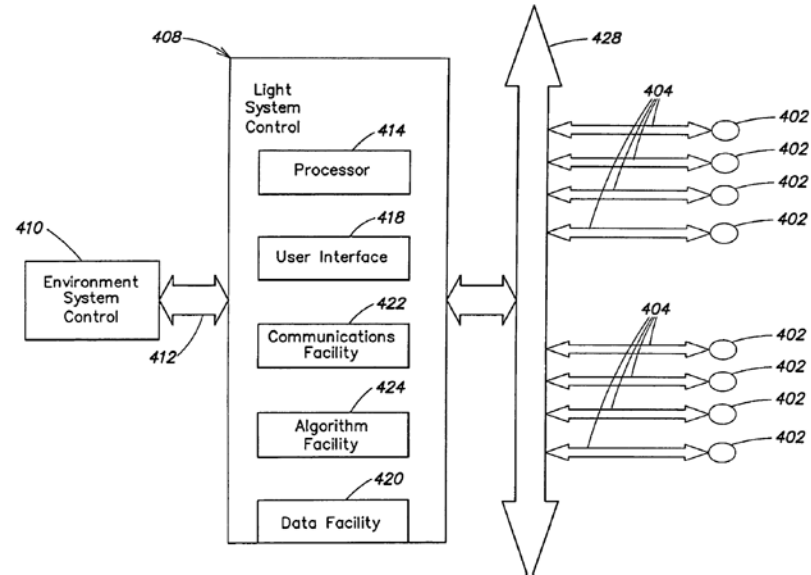 408
428
Light
System
Control
404
414
Processor
402
402
402
402
410
418
User Interface
Environment
System
Control
412
422
Communications
Facility
404
402
402
402
402
424
Algorithm
Facility
420
Data Facility